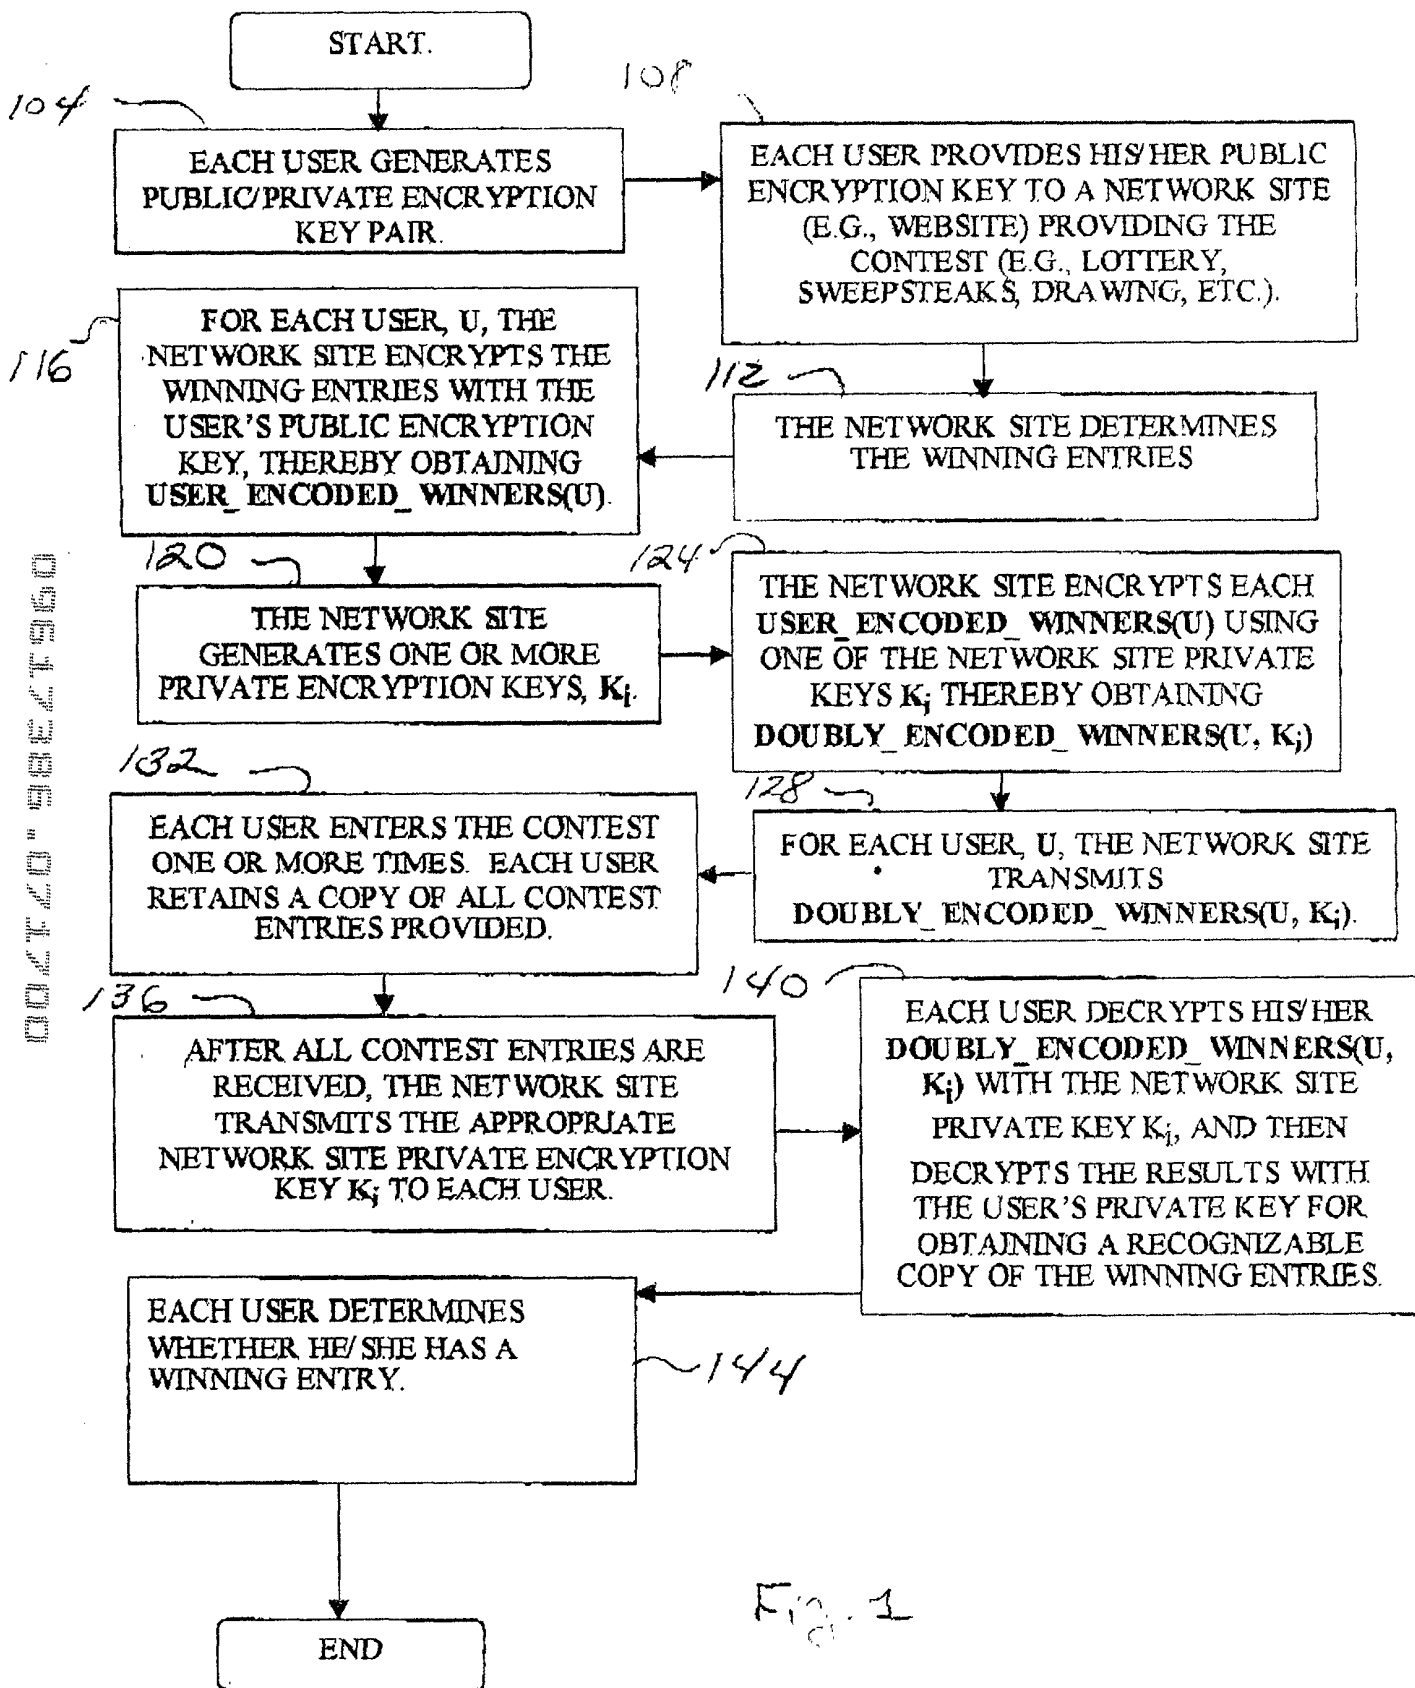 START.
104
EACH USER GENERATES
PUBLIC/PRIVATE ENCRYPTION
KEY PAIR.
108
EACH USER PROVIDES HIS/HER PUBLIC
ENCRYPTION KEY TO A NETWORK SITE
(E.G., WEBSITE) PROVIDING THE
CONTEST (E.G., LOTTERY,
SWEEPSTEAKS, DRAWING, ETC.).
112
THE NETWORK SITE DETERMINES
THE WINNING ENTRIES
116
FOR EACH USER, U, THE
NETWORK SITE ENCRYPTS THE
WINNING ENTRIES WITH THE
USER'S PUBLIC ENCRYPTION
KEY, THEREBY OBTAINING
USER_ENCODED_WINNERS(U).
120
THE NETWORK SITE
GENERATES ONE OR MORE
PRIVATE ENCRYPTION KEYS, Ki.
124
THE NETWORK SITE ENCRYPTS EACH
USER_ENCODED_WINNERS(U) USING
ONE OF THE NETWORK SITE PRIVATE
KEYS Ki THEREBY OBTAINING
DOUBLY_ENCODED_WINNERS(U, Ki)
128
FOR EACH USER, U, THE NETWORK SITE
TRANSMITS
DOUBLY_ENCODED_WINNERS(U, Ki).
132
EACH USER ENTERS THE CONTEST
ONE OR MORE TIMES. EACH USER
RETAINS A COPY OF ALL CONTEST
ENTRIES PROVIDED.
136
AFTER ALL CONTEST ENTRIES ARE
RECEIVED, THE NETWORK SITE
TRANSMITS THE APPROPRIATE
NETWORK SITE PRIVATE ENCRYPTION
KEY Ki TO EACH USER.
140
EACH USER DECRYPTS HIS/HER
DOUBLY_ENCODED_WINNERS(U,
Ki) WITH THE NETWORK SITE
PRIVATE KEY Ki, AND THEN
DECRYPTS THE RESULTS WITH
THE USER'S PRIVATE KEY FOR
OBTAINING A RECOGNIZABLE
COPY OF THE WINNING ENTRIES.
EACH USER DETERMINES
WHETHER HE/SHE HAS A
WINNING ENTRY.
144
END
Fig. 1
09617386.071700